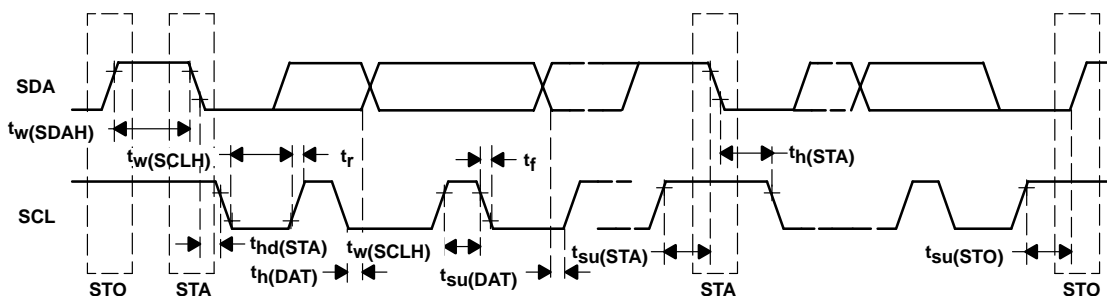 SDA
tw(SDAH)
tw(SCLH)
tr
tf
th(STA)
SCL
thd(STA)
tw(SCLH)
tsu(STA)
tsu(STO)
th(DAT)
tsu(DAT)
STO
STA
STA
STO